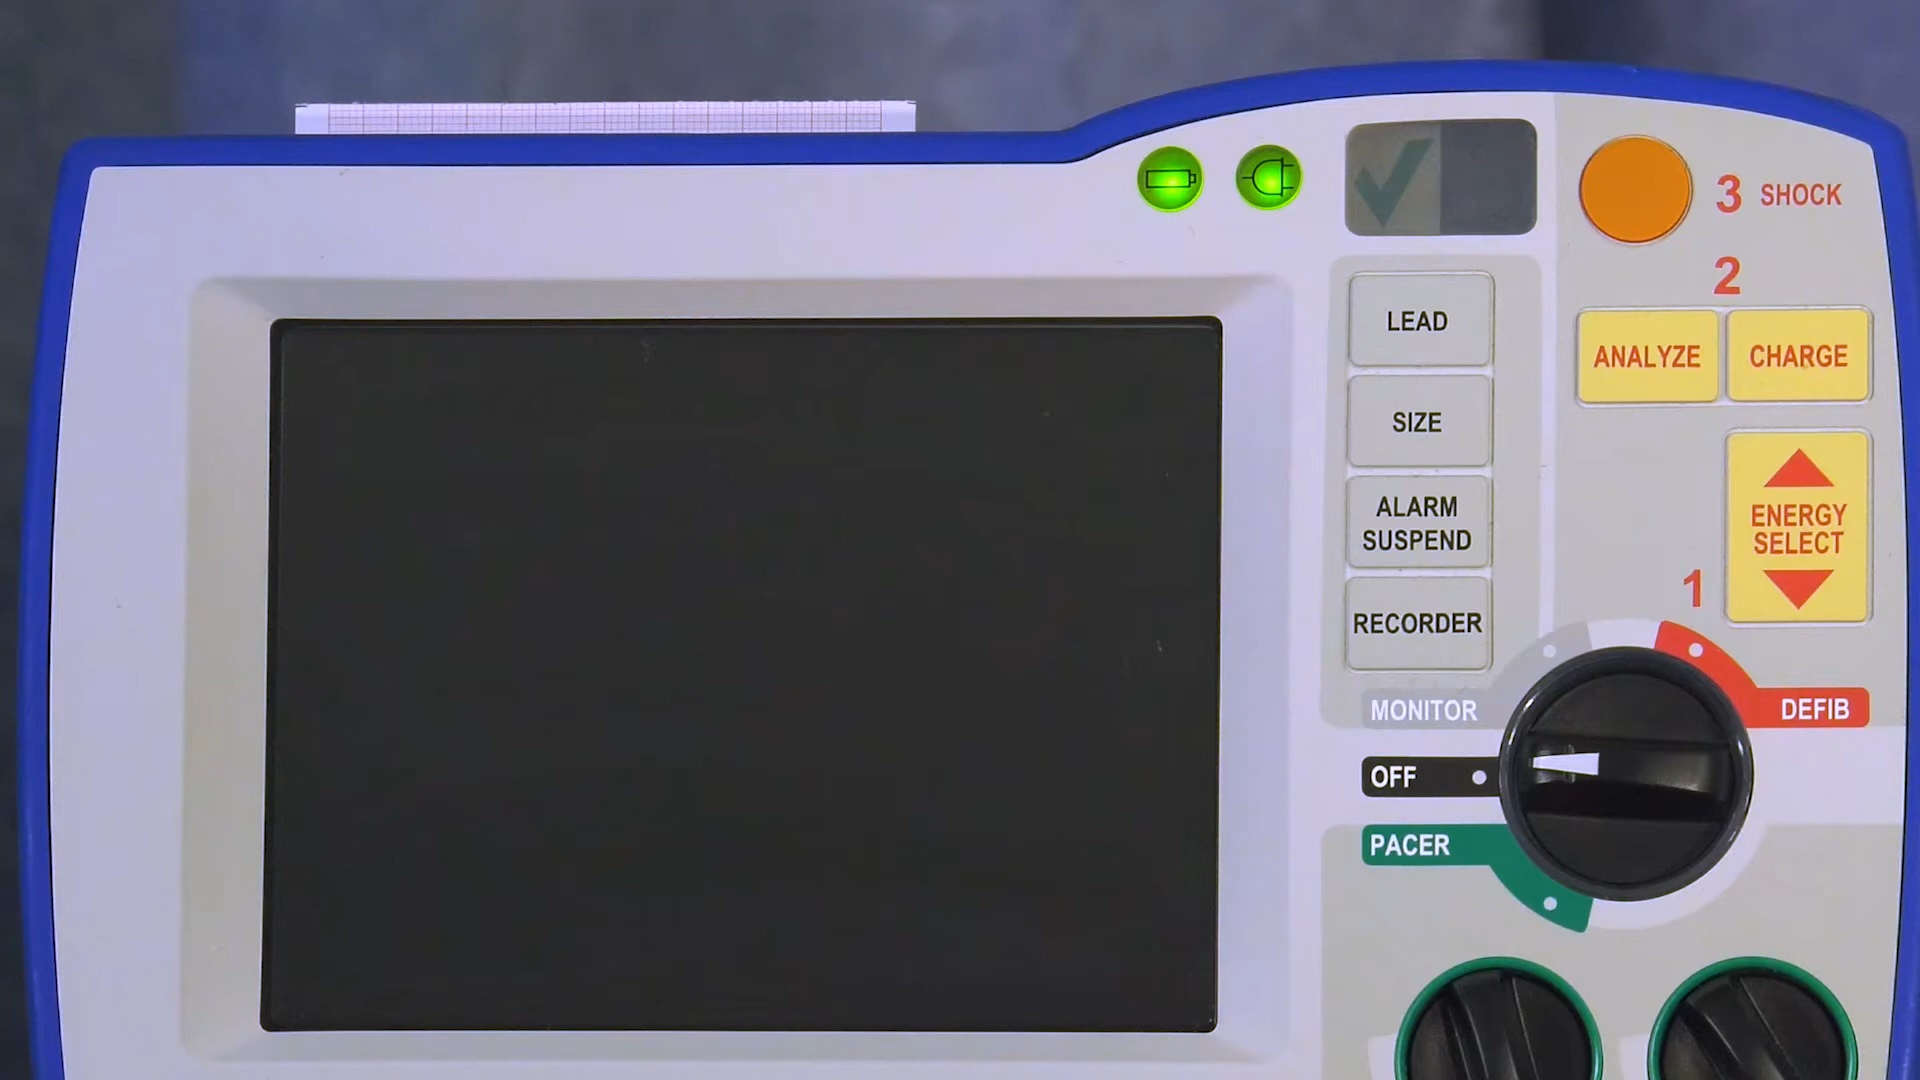 3 SHOCK
2
LEAD
ANALYZE
CHARGE
SIZE
ALARM
SUSPEND
ENERGY
SELECT
1
RECORDER
MONITOR
DEFIB
OFF
PACER